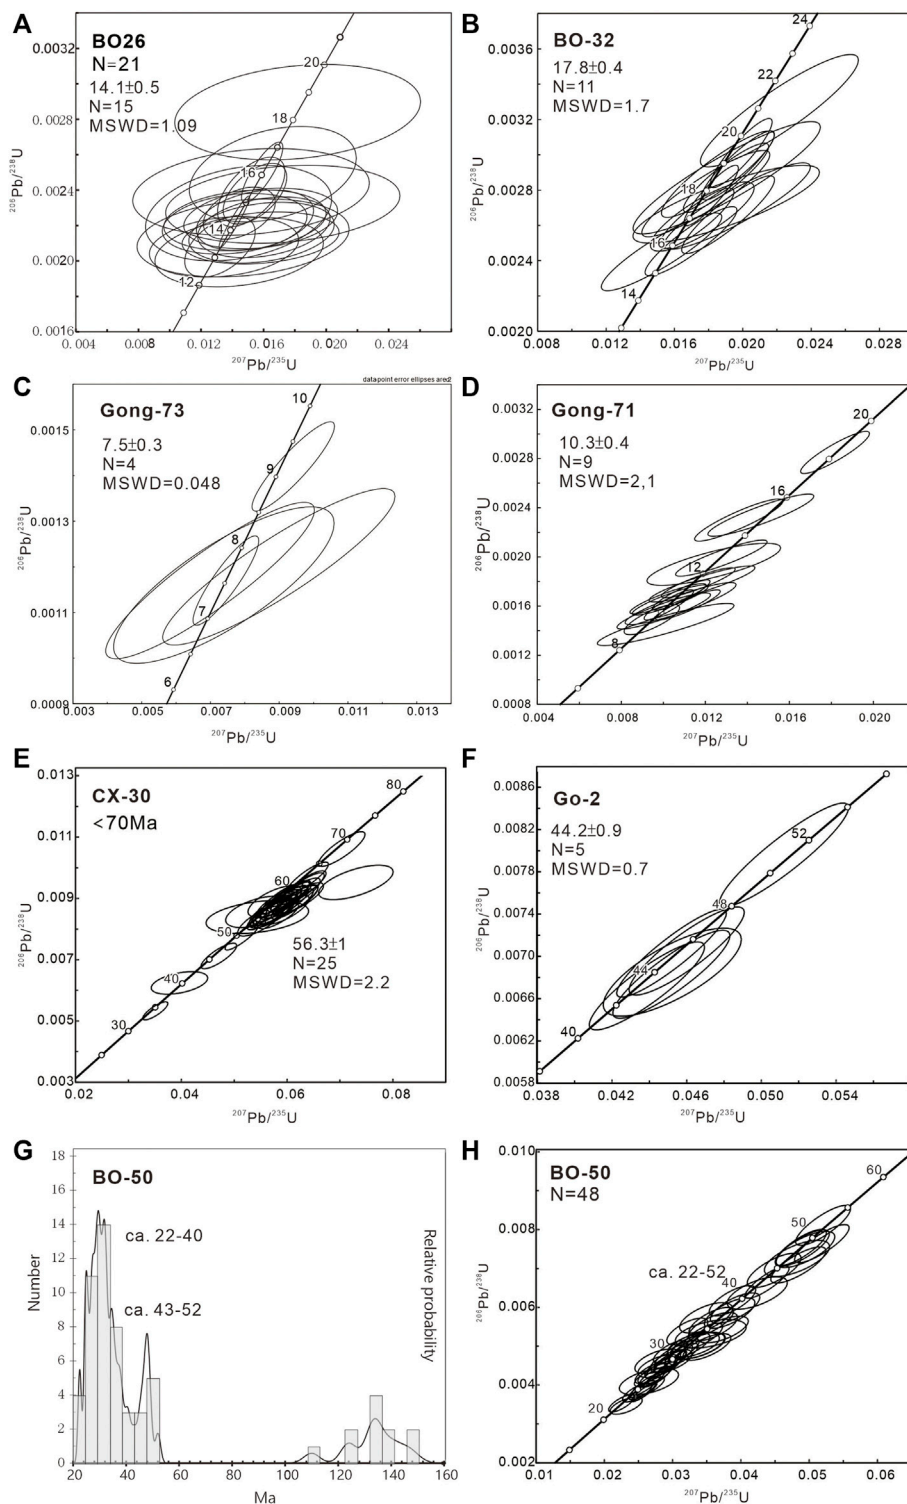 A
BO26
N=21
14.1±0.5
N=15
MSWD=1.09
0.0032
0.0028
0.0024
0.0020
0.0016
206Pb/238U
20
18
16
14
12
0.004
0.008
0.012
0.016
0.020
0.024
207Pb/235U
B
BO-32
17.8±0.4
N=11
MSWD=1.7
0.0036
0.0032
0.0028
0.0024
0.0020
206Pb/238U
24
22
20
18
16
14
0.008
0.012
0.016
0.020
0.024
0.028
207Pb/235U
C
data point error ellipses are2
Gong-73
7.5±0.3
N=4
MSWD=0.048
0.0015
0.0013
0.0011
0.0009
206Pb/238U
10
9
8
7
6
0.003
0.005
0.007
0.009
0.011
0.013
207Pb/235U
D
Gong-71
10.3±0.4
N=9
MSWD=2,1
0.0032
0.0028
0.0024
0.0020
0.0016
0.0012
0.0008
206Pb/238U
20
16
12
8
0.004
0.008
0.012
0.016
0.020
207Pb/235U
E
CX-30
<70Ma
0.013
0.011
0.009
0.007
0.005
0.003
206Pb/238U
80
70
60
50
40
30
56.3±1
N=25
MSWD=2.2
0.02
0.04
0.06
0.08
207Pb/235U
F
Go-2
44.2±0.9
N=5
MSWD=0.7
0.0086
0.0082
0.0078
0.0074
0.0070
0.0066
0.0062
0.0058
206Pb/238U
52
48
44
40
0.038
0.042
0.046
0.050
0.054
207Pb/235U
G
BO-50
ca. 22-40
ca. 43-52
18
16
14
12
10
8
6
4
2
0
Number
Relative probability
20
40
60
80
100
120
140
160
Ma
H
BO-50
N=48
0.010
0.008
0.006
0.004
0.002
206Pb/238U
60
50
ca. 22-52
40
30
20
0.01
0.02
0.03
0.04
0.05
0.06
207Pb/235U